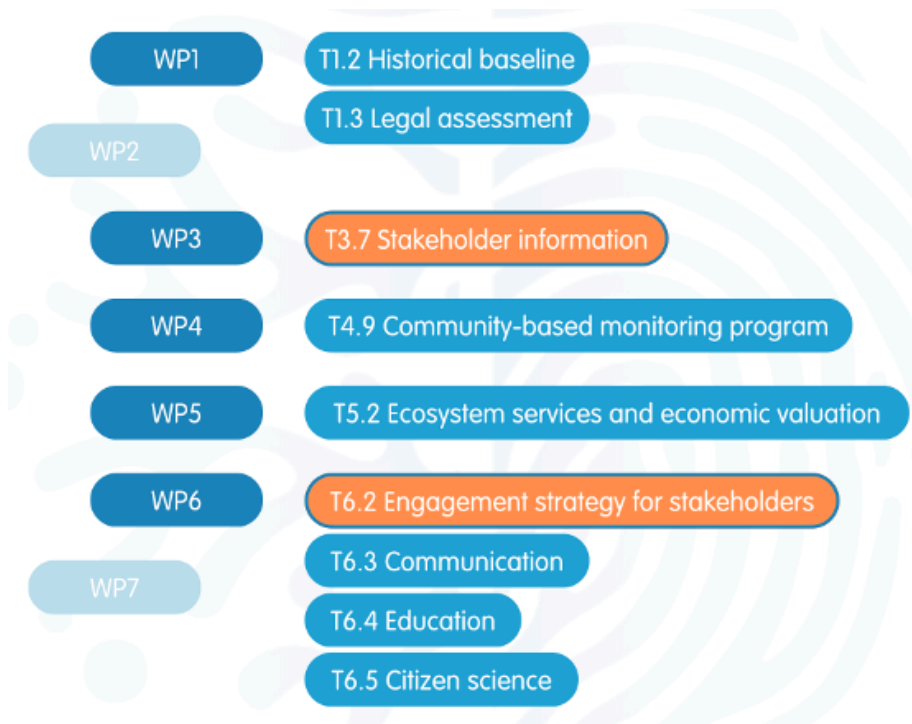 WP1
T1.2 Historical baseline
T1.3 Legal assessment
WP2
WP3
T3.7 Stakeholder information
WP4
T4.9 Community-based monitoring program
WP5
T5.2 Ecosystem services and economic valuation
WP6
T6.2 Engagement strategy for stakeholders
T6.3 Communication
WP7
T6.4 Education
T6.5 Citizen science